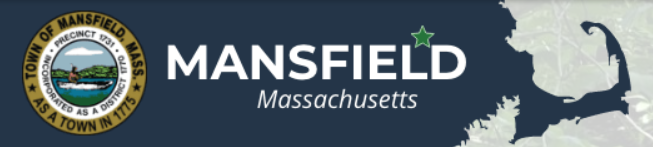 TOWN OF MANSFIELD, MASS.
PRECINCT 1731
INCORPORATED AS A DISTRICT 1770
AS A TOWN IN 1775
MANSFIELD
Massachusetts